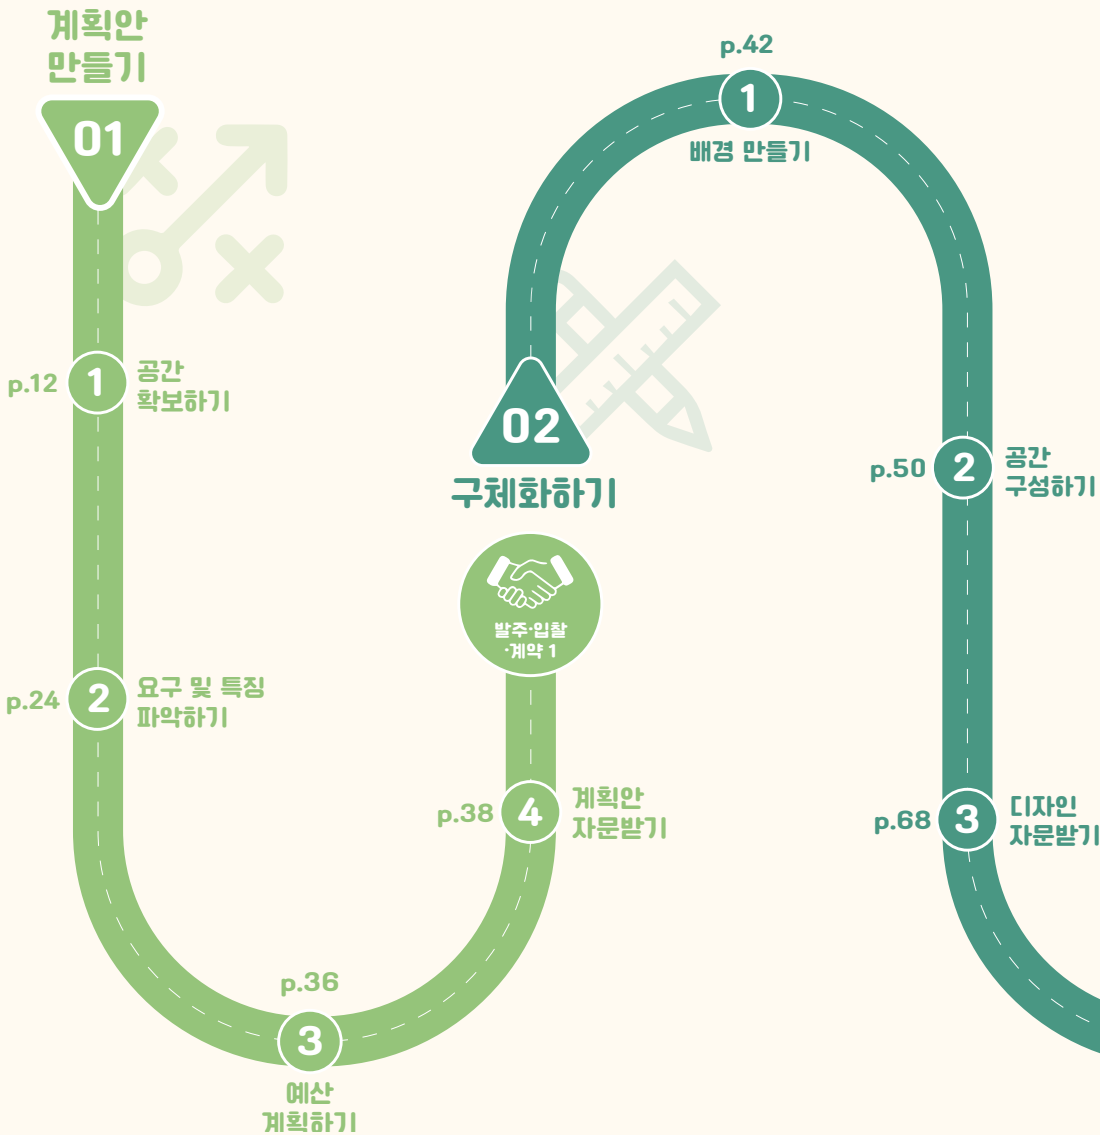 계획안
만들기
01
p.12
1
공간
확보하기
p.24
2
요구 및 특징
파악하기
p.36
3
예산
계획하기
p.38
4
계획안
자문받기
발주·입찰
·계약 1
02
구체화하기
p.42
1
배경 만들기
p.50
2
공간
구성하기
p.68
3
디자인
자문받기